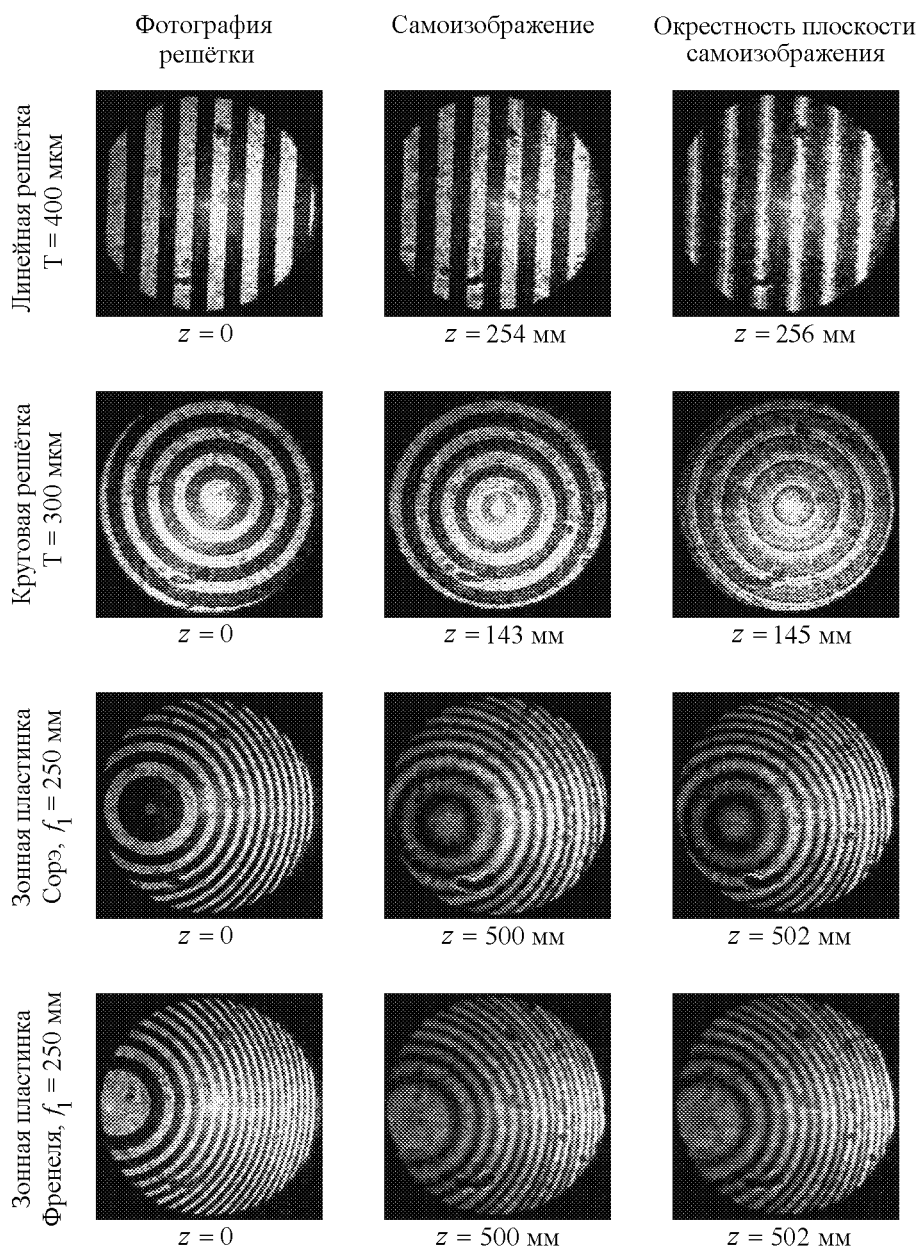 Фотография
решётки
Самоизображение
Окрестность плоскости
самоизображения
Линейная решётка
T = 400 мкм
z = 0
z = 254 мм
z = 256 мм
Круговая решётка
T = 300 мкм
z = 0
z = 143 мм
z = 145 мм
Зонная пластинка
Сорэ, f₁ = 250 мм
z = 0
z = 500 мм
z = 502 мм
Зонная пластинка
Френеля, f₁ = 250 мм
z = 0
z = 500 мм
z = 502 мм